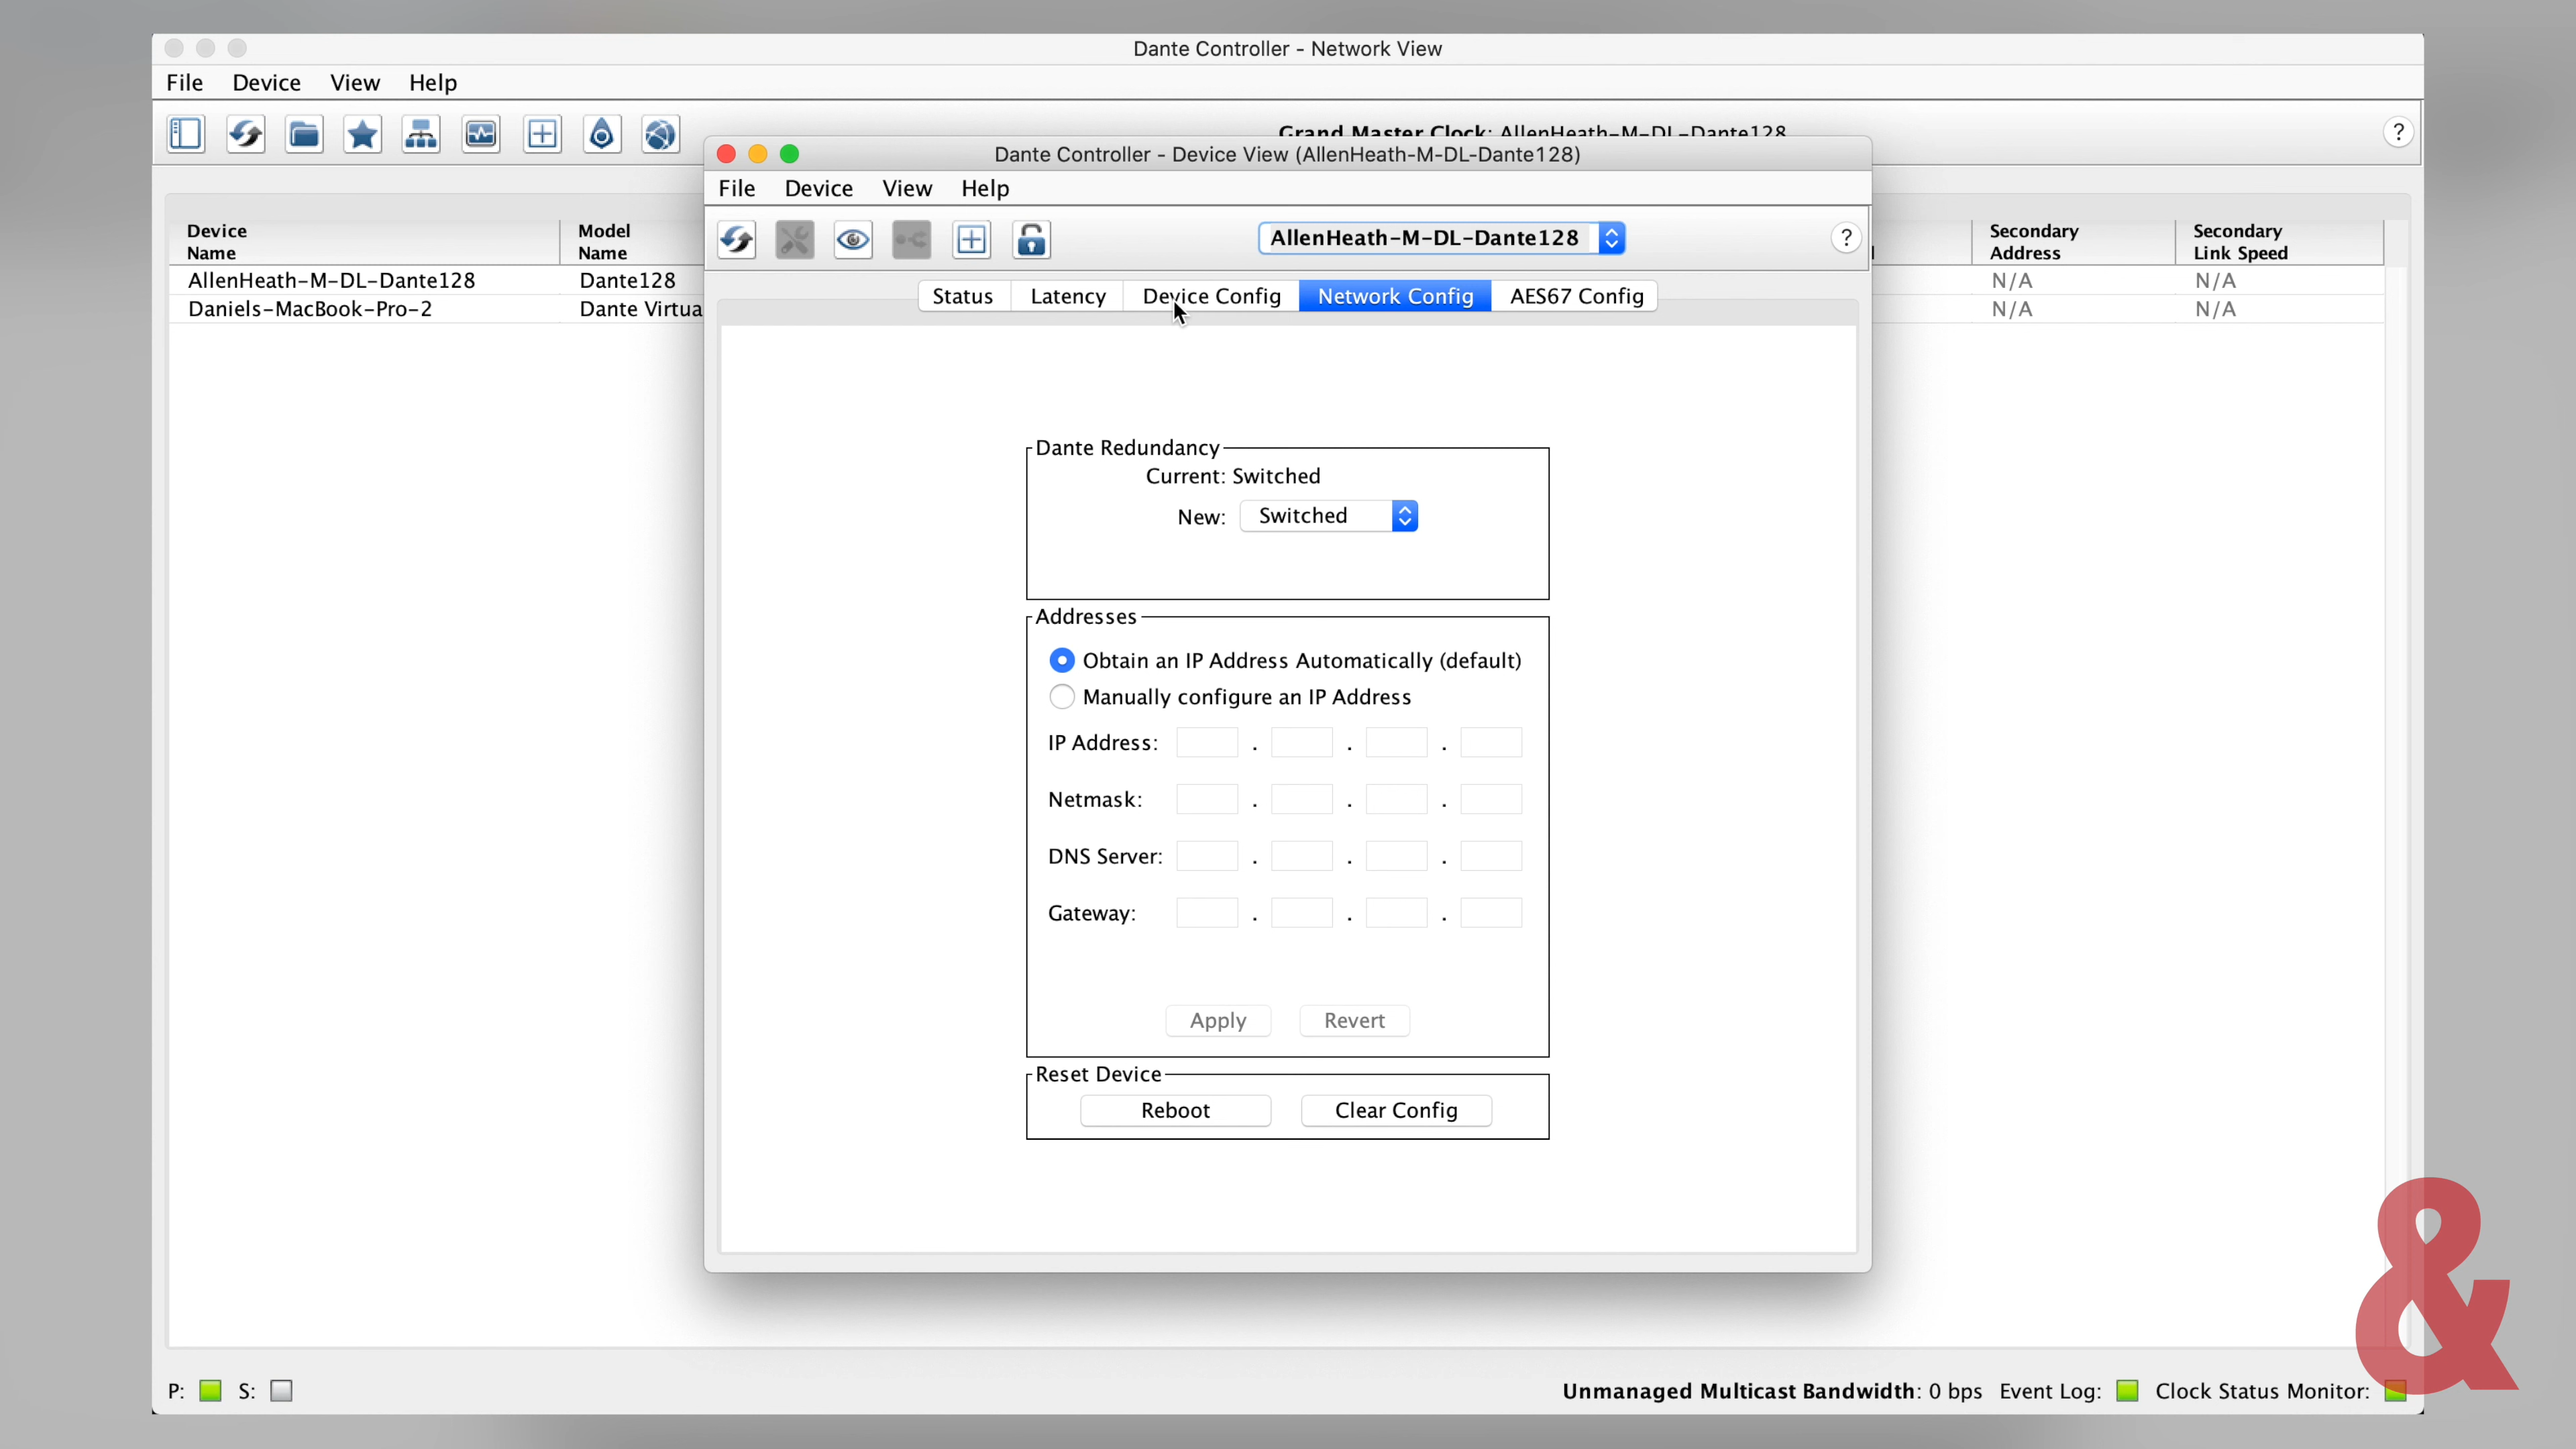 Dante Controller - Network View
File Device View Help
Grand Master Clock: AllenHeath-M-DL-Dante128
?
Dante Controller - Device View (AllenHeath-M-DL-Dante128)
File Device View Help
AllenHeath-M-DL-Dante128
?
Device Name
Model Name
Secondary Address
Secondary Link Speed
AllenHeath-M-DL-Dante128 Dante128 N/A N/A
Daniels-MacBook-Pro-2 Dante Virtua N/A N/A
Status Latency Device Config Network Config AES67 Config
Dante Redundancy
Current: Switched
New: Switched
Addresses
Obtain an IP Address Automatically (default)
Manually configure an IP Address
IP Address: . . .
Netmask: . . .
DNS Server: . . .
Gateway: . . .
Apply Revert
Reset Device
Reboot Clear Config
&
P: S:
Unmanaged Multicast Bandwidth: 0 bps Event Log: Clock Status Monitor: